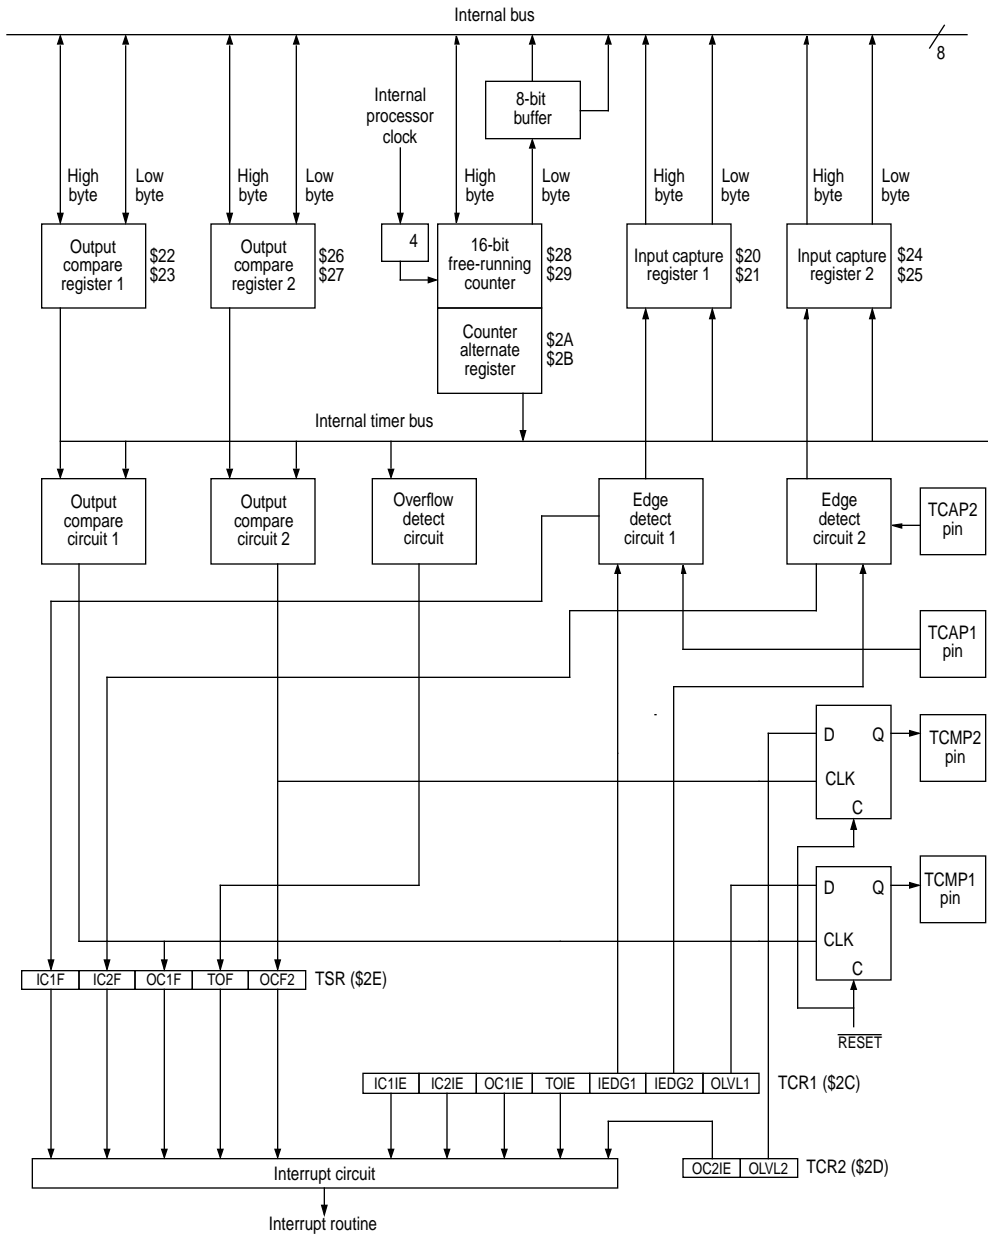 Internal bus
8
Internal
processor
clock
8-bit
buffer
High
byte
Low
byte
High
byte
Low
byte
High
byte
Low
byte
High
byte
Low
byte
High
byte
Low
byte
Output
compare
register 1
$22
$23
Output
compare
register 2
$26
$27
4
16-bit
free-running
counter
$28
$29
Input capture
register 1
$20
$21
Input capture
register 2
$24
$25
Counter
alternate
register
$2A
$2B
Internal timer bus
Output
compare
circuit 1
Output
compare
circuit 2
Overflow
detect
circuit
Edge
detect
circuit 1
Edge
detect
circuit 2
TCAP2
pin
TCAP1
pin
D Q
CLK
C
TCMP2
pin
D Q
CLK
C
TCMP1
pin
IC1F IC2F OC1F TOF OCF2 TSR ($2E)
RESET
IC1IE IC2IE OC1IE TOIE IEDG1 IEDG2 OLVL1 TCR1 ($2C)
OC2IE OLVL2 TCR2 ($2D)
Interrupt circuit
Interrupt routine